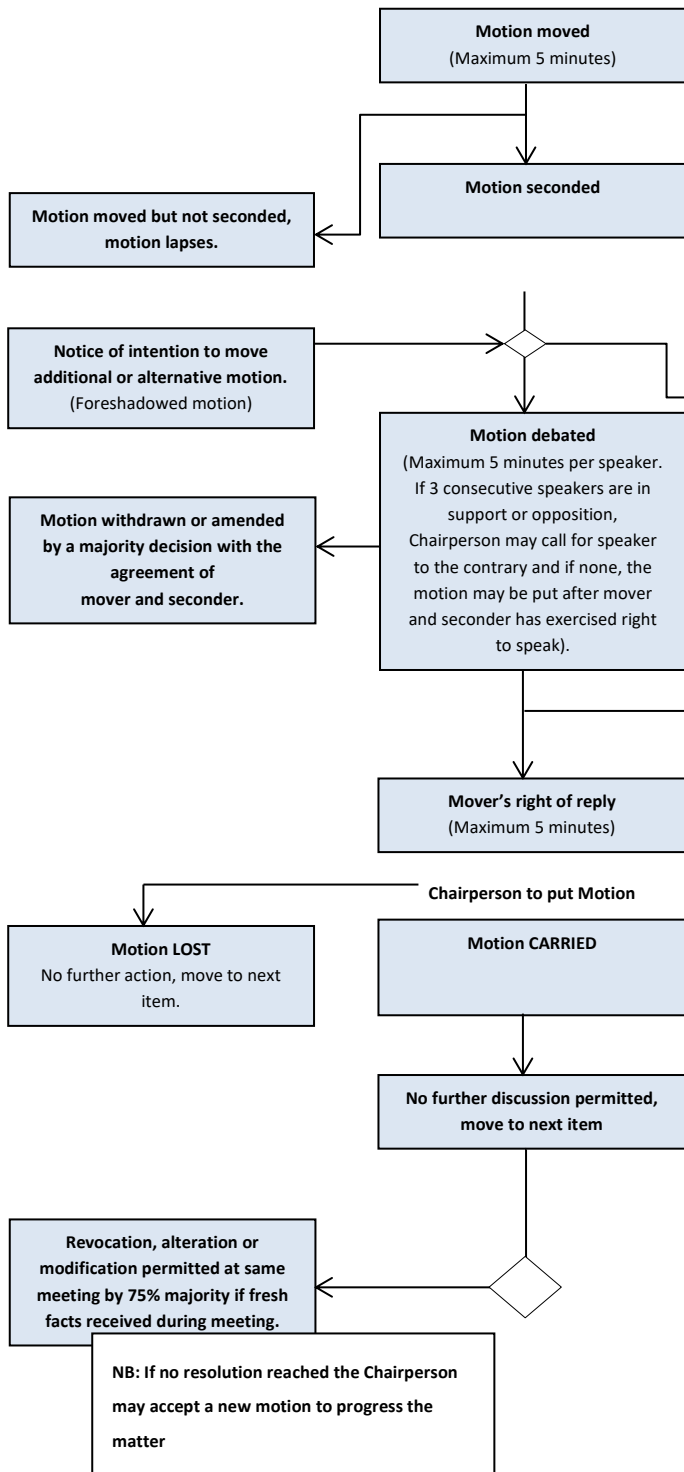 Motion moved
(Maximum 5 minutes)
Motion seconded
Motion moved but not seconded,
motion lapses.
Notice of intention to move
additional or alternative motion.
(Foreshadowed motion)
Motion debated
(Maximum 5 minutes per speaker.
If 3 consecutive speakers are in
support or opposition,
Chairperson may call for speaker
to the contrary and if none, the
motion may be put after mover
and seconder has exercised right
to speak).
Motion withdrawn or amended
by a majority decision with the
agreement of
mover and seconder.
Mover’s right of reply
(Maximum 5 minutes)
Chairperson to put Motion
Motion LOST
No further action, move to next
item.
Motion CARRIED
No further discussion permitted,
move to next item
Revocation, alteration or
modification permitted at same
meeting by 75% majority if fresh
facts received during meeting.
NB: If no resolution reached the Chairperson
may accept a new motion to progress the
matter